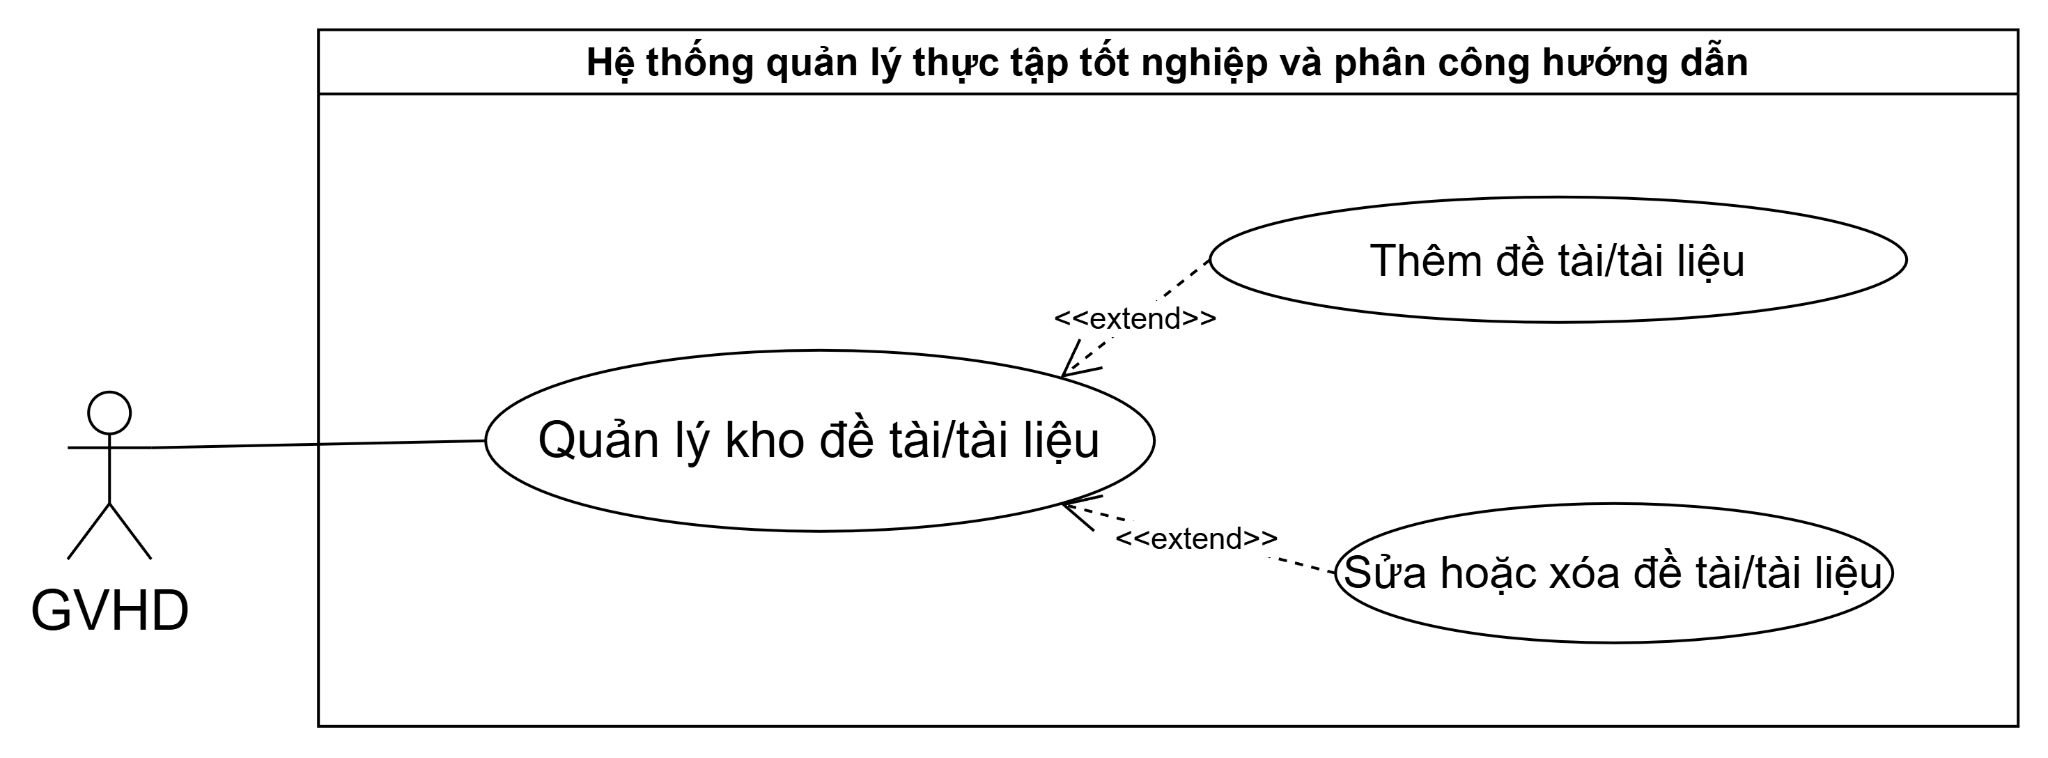 Hệ thống quản lý thực tập tốt nghiệp và phân công hướng dẫn
Thêm đề tài/tài liệu
<<extend>>
Quản lý kho đề tài/tài liệu
<<extend>>
Sửa hoặc xóa đề tài/tài liệu
GVHD